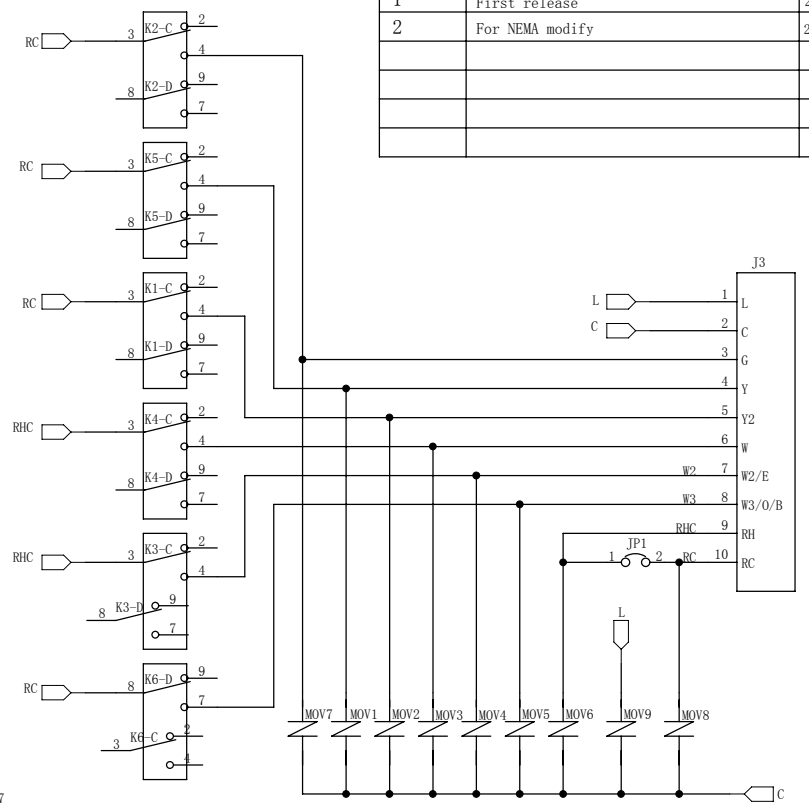 1 First release 2
2 For NEMA modify 2
RC 3 K2-C 2
4
8 K2-D 9
7
RC 3 K5-C 2
4
8 K5-D 9
7
RC 3 K1-C 2
4
8 K1-D 9
7
RHC 3 K4-C 2
4
8 K4-D 9
7
RHC 3 K3-C 2
4
8 K3-D 9
7
RC 8 K6-D 9
7
3 K6-C 2
4
J3
L 1 L
C 2 C
3 G
4 Y
5 Y2
6 W
W2 7 W2/E
W3 8 W3/O/B
RHC 9 RH
JP1
1 2 RC 10 RC
L
MOV7 MOV1 MOV2 MOV3 MOV4 MOV5 MOV6 MOV9 MOV8
C
7